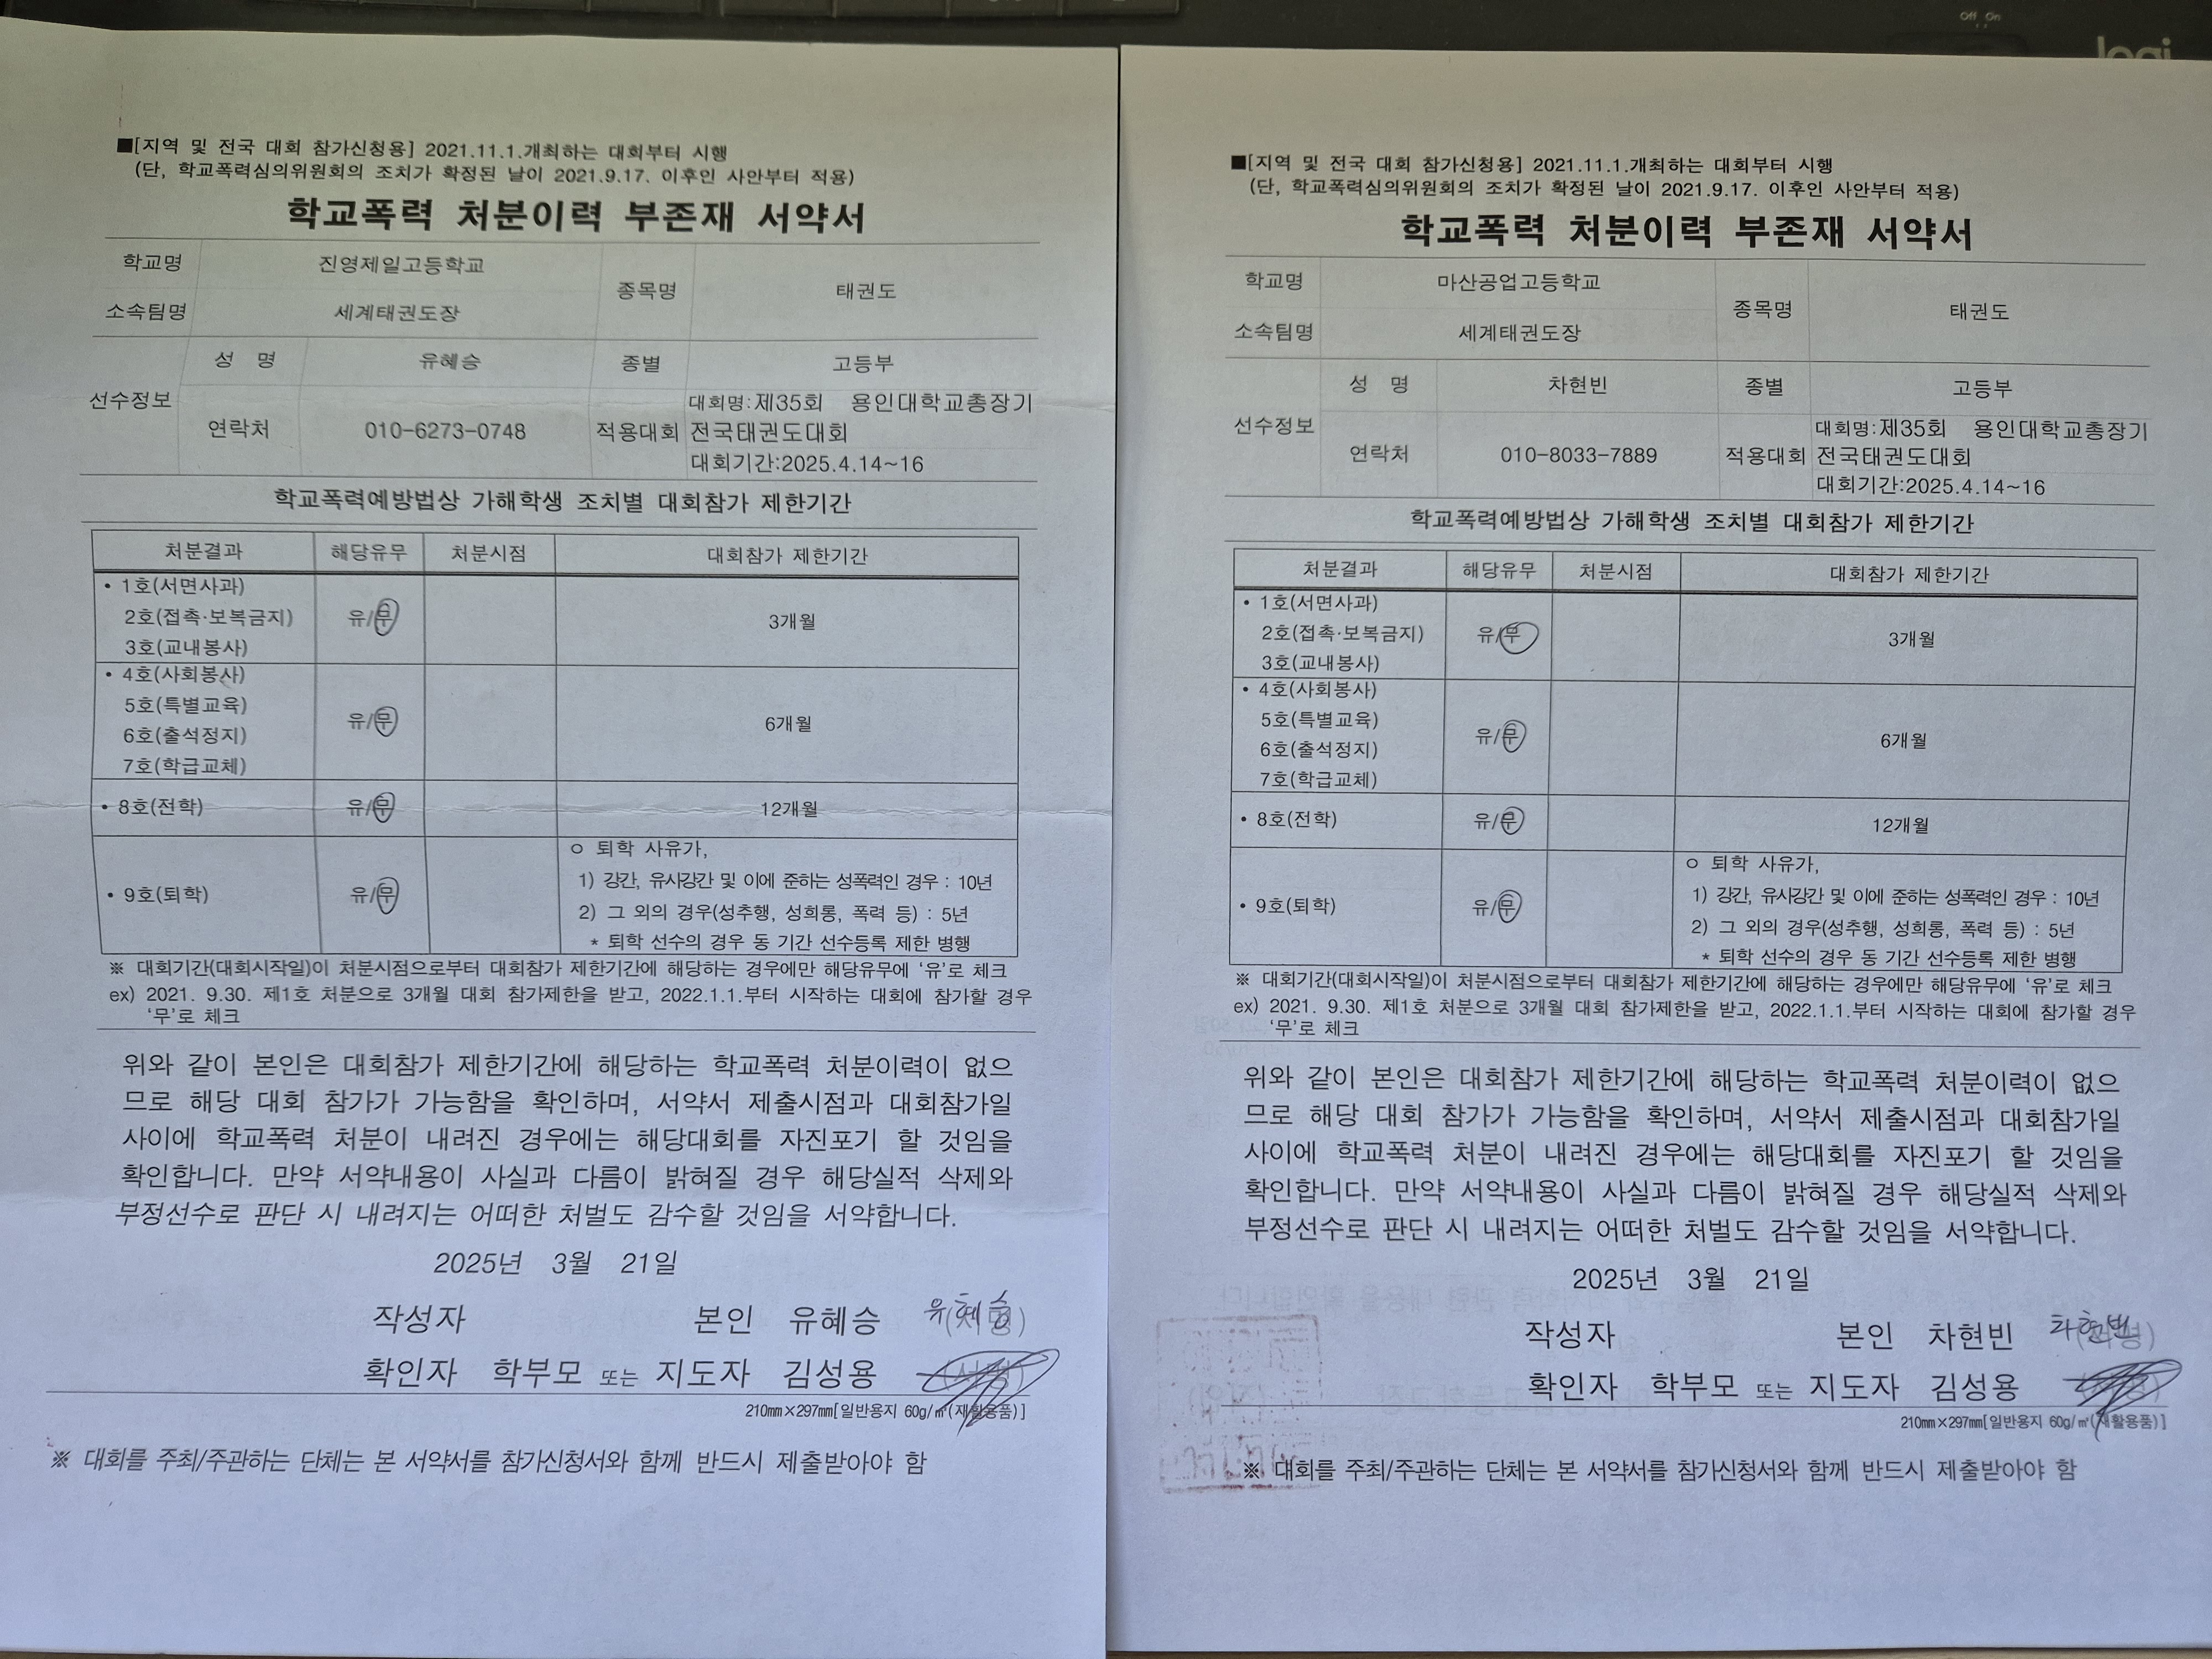 Off On
logi
■[지역 및 전국 대회 참가신청용] 2021.11.1.개최하는 대회부터 시행
(단, 학교폭력심의위원회의 조치가 확정된 날이 2021.9.17. 이후인 사안부터 적용)
학교폭력 처분이력 부존재 서약서
학교명 진영제일고등학교 종목명 태권도
소속팀명 세계태권도장
선수정보 성 명 유혜승 종별 고등부
연락처 010-6273-0748 적용대회 대회명:제35회 용인대학교총장기
전국태권도대회
대회기간:2025.4.14~16
학교폭력예방법상 가해학생 조치별 대회참가 제한기간
처분결과 해당유무 처분시점 대회참가 제한기간
• 1호(서면사과)
2호(접촉·보복금지) 유/무 3개월
3호(교내봉사)
• 4호(사회봉사)
5호(특별교육) 유/무 6개월
6호(출석정지)
7호(학급교체)
• 8호(전학) 유/무 12개월
• 9호(퇴학) 유/무 ㅇ 퇴학 사유가,
1) 강간, 유사강간 및 이에 준하는 성폭력인 경우 : 10년
2) 그 외의 경우(성추행, 성희롱, 폭력 등) : 5년
* 퇴학 선수의 경우 동 기간 선수등록 제한 병행
※ 대회기간(대회시작일)이 처분시점으로부터 대회참가 제한기간에 해당하는 경우에만 해당유무에 '유'로 체크
ex) 2021. 9.30. 제1호 처분으로 3개월 대회 참가제한을 받고, 2022.1.1.부터 시작하는 대회에 참가할 경우
'무'로 체크
위와 같이 본인은 대회참가 제한기간에 해당하는 학교폭력 처분이력이 없으
므로 해당 대회 참가가 가능함을 확인하며, 서약서 제출시점과 대회참가일
사이에 학교폭력 처분이 내려진 경우에는 해당대회를 자진포기 할 것임을
확인합니다. 만약 서약내용이 사실과 다름이 밝혀질 경우 해당실적 삭제와
부정선수로 판단 시 내려지는 어떠한 처벌도 감수할 것임을 서약합니다.
2025년 3월 21일
작성자 본인 유혜승 유혜승 (서명)
확인자 학부모 또는 지도자 김성용 (서명)
210㎜×297㎜[일반용지 60g/㎡(재활용품)]
※ 대회를 주최/주관하는 단체는 본 서약서를 참가신청서와 함께 반드시 제출받아야 함
■[지역 및 전국 대회 참가신청용] 2021.11.1.개최하는 대회부터 시행
(단, 학교폭력심의위원회의 조치가 확정된 날이 2021.9.17. 이후인 사안부터 적용)
학교폭력 처분이력 부존재 서약서
학교명 마산공업고등학교 종목명 태권도
소속팀명 세계태권도장
선수정보 성 명 차현빈 종별 고등부
연락처 010-8033-7889 적용대회 대회명:제35회 용인대학교총장기
전국태권도대회
대회기간:2025.4.14~16
학교폭력예방법상 가해학생 조치별 대회참가 제한기간
처분결과 해당유무 처분시점 대회참가 제한기간
• 1호(서면사과)
2호(접촉·보복금지) 유/무 3개월
3호(교내봉사)
• 4호(사회봉사)
5호(특별교육) 유/무 6개월
6호(출석정지)
7호(학급교체)
• 8호(전학) 유/무 12개월
• 9호(퇴학) 유/무 ㅇ 퇴학 사유가,
1) 강간, 유사강간 및 이에 준하는 성폭력인 경우 : 10년
2) 그 외의 경우(성추행, 성희롱, 폭력 등) : 5년
* 퇴학 선수의 경우 동 기간 선수등록 제한 병행
※ 대회기간(대회시작일)이 처분시점으로부터 대회참가 제한기간에 해당하는 경우에만 해당유무에 '유'로 체크
ex) 2021. 9.30. 제1호 처분으로 3개월 대회 참가제한을 받고, 2022.1.1.부터 시작하는 대회에 참가할 경우
'무'로 체크
위와 같이 본인은 대회참가 제한기간에 해당하는 학교폭력 처분이력이 없으
므로 해당 대회 참가가 가능함을 확인하며, 서약서 제출시점과 대회참가일
사이에 학교폭력 처분이 내려진 경우에는 해당대회를 자진포기 할 것임을
확인합니다. 만약 서약내용이 사실과 다름이 밝혀질 경우 해당실적 삭제와
부정선수로 판단 시 내려지는 어떠한 처벌도 감수할 것임을 서약합니다.
2025년 3월 21일
작성자 본인 차현빈 차현빈 (서명)
확인자 학부모 또는 지도자 김성용 (서명)
210㎜×297㎜[일반용지 60g/㎡(재활용품)]
※ 대회를 주최/주관하는 단체는 본 서약서를 참가신청서와 함께 반드시 제출받아야 함